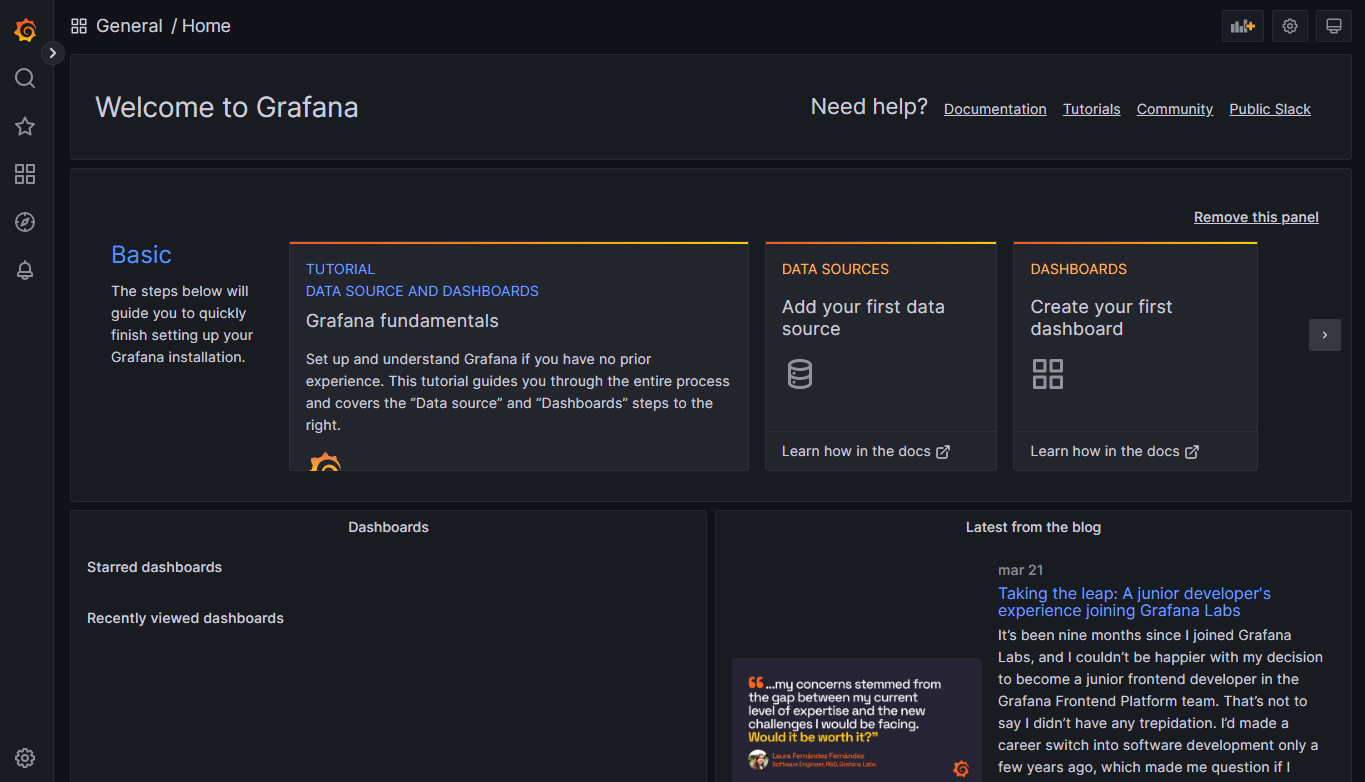 General / Home
Welcome to Grafana
Need help? Documentation Tutorials Community Public Slack
Remove this panel
Basic
The steps below will
guide you to quickly
finish setting up your
Grafana installation.
TUTORIAL
DATA SOURCE AND DASHBOARDS
Grafana fundamentals
Set up and understand Grafana if you have no prior
experience. This tutorial guides you through the entire process
and covers the “Data source” and “Dashboards” steps to the
right.
DATA SOURCES
Add your first data
source
Learn how in the docs
DASHBOARDS
Create your first
dashboard
Learn how in the docs
Dashboards
Starred dashboards
Recently viewed dashboards
Latest from the blog
mar 21
Taking the leap: A junior developer's
experience joining Grafana Labs
It’s been nine months since I joined Grafana
Labs, and I couldn’t be happier with my decision
to become a junior frontend developer in the
Grafana Frontend Platform team. That’s not to
say I didn’t have any trepidation. I’d made a
career switch into software development only a
few years ago, which made me question if I
“...my concerns stemmed from
the gap between my current
level of expertise and the new
challenges I would be facing.
Would it be worth it?”
Laura Fernández Fernández
Software Engineer, R&D, Grafana Labs